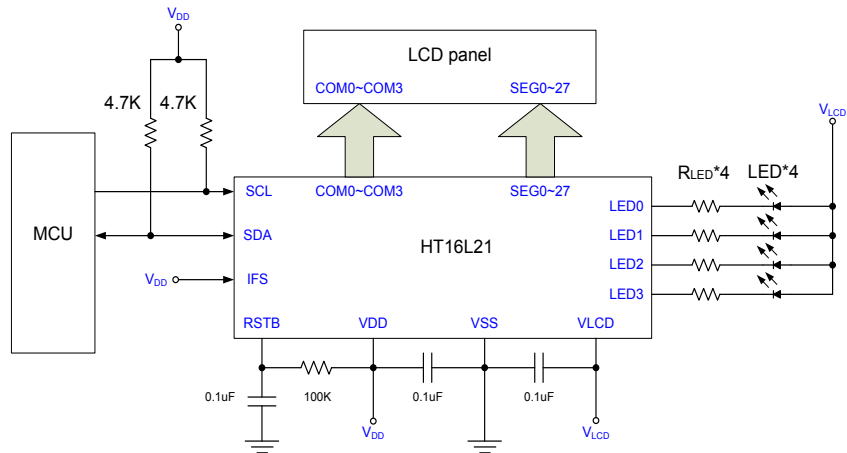 VDD
LCD panel
COM0~COM3 SEG0~27
4.7K 4.7K
VLCD
RLED*4 LED*4
SCL COM0~COM3 SEG0~27
LED0
MCU SDA HT16L21 LED1
VDD IFS LED2
LED3
RSTB VDD VSS VLCD
0.1uF 100K 0.1uF 0.1uF
VDD VLCD